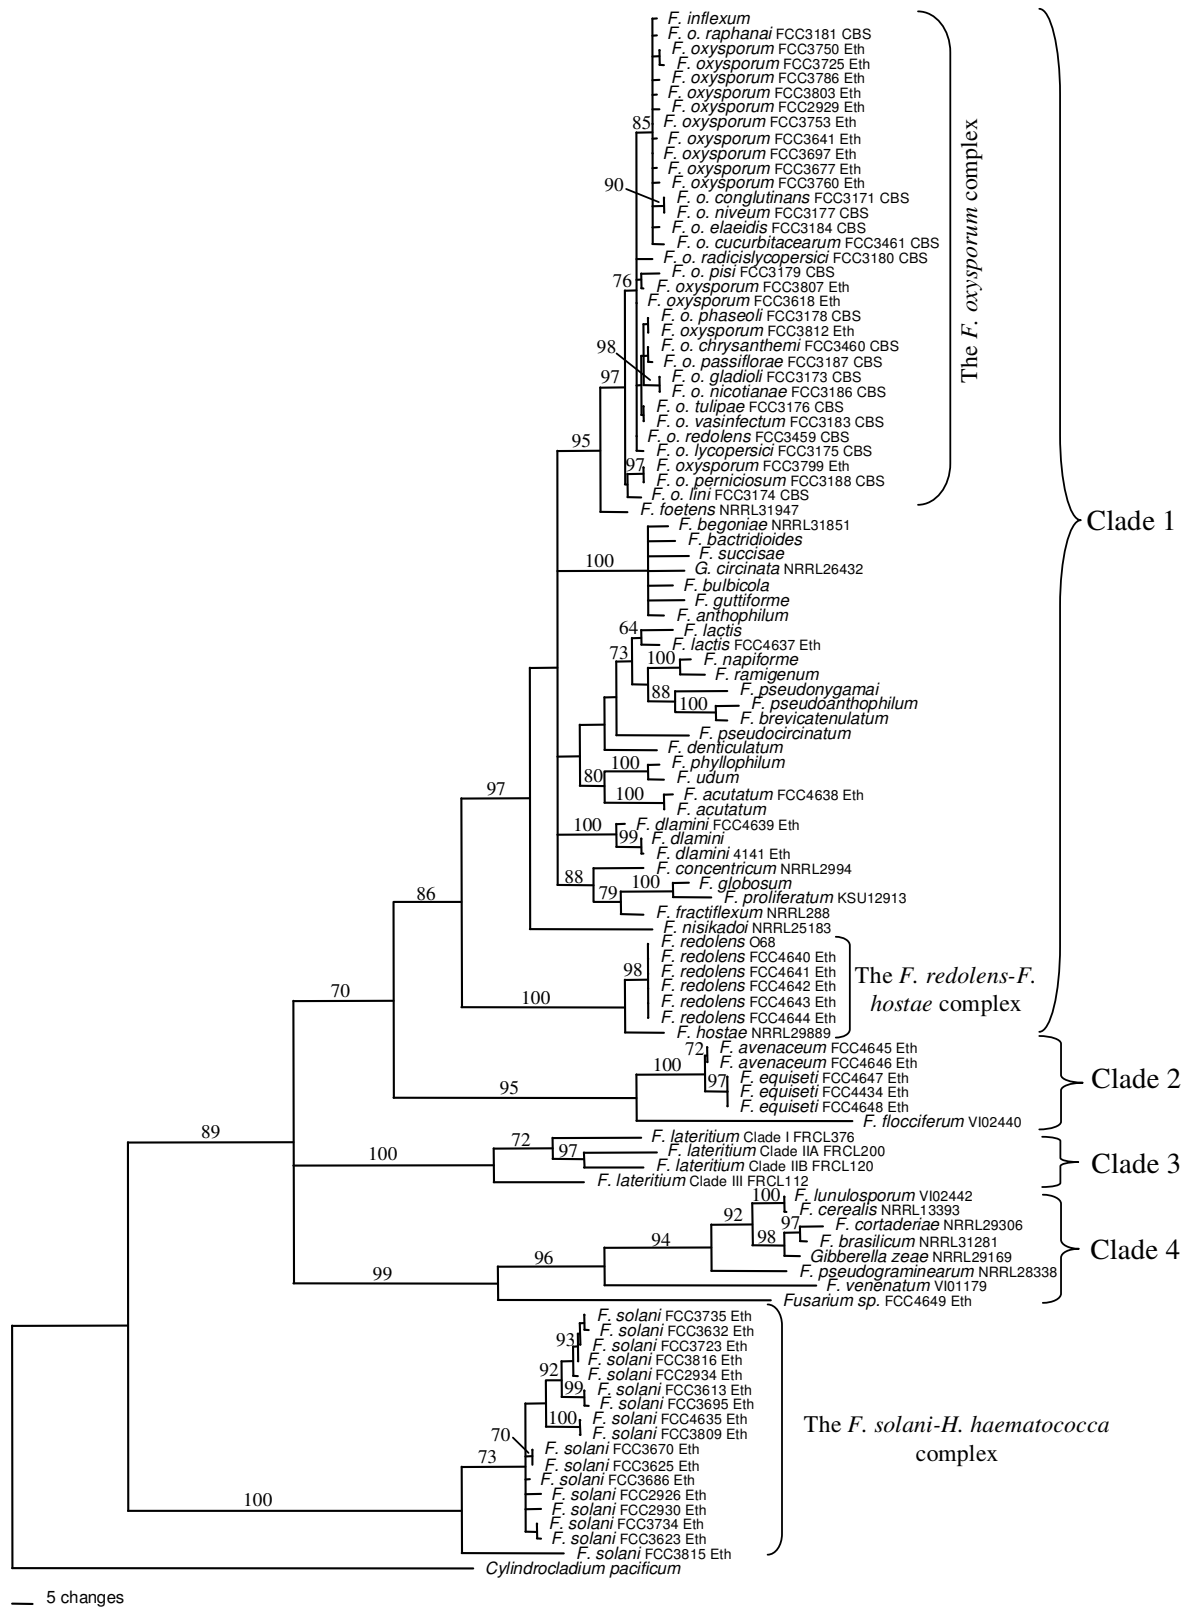 F. inflexum
F. o. raphanai FCC3181 CBS
F. oxysporum FCC3750 Eth
F. oxysporum FCC3725 Eth
F. oxysporum FCC3786 Eth
F. oxysporum FCC3803 Eth
F. oxysporum FCC2929 Eth
F. oxysporum FCC3753 Eth
85
F. oxysporum FCC3641 Eth
F. oxysporum FCC3697 Eth
F. oxysporum FCC3677 Eth
F. oxysporum FCC3760 Eth
90
F. o. conglutinans FCC3171 CBS
F. o. niveum FCC3177 CBS
F. o. elaeidis FCC3184 CBS
F. o. cucurbitacearum FCC3461 CBS
F. o. radicislycopersici FCC3180 CBS
F. o. pisi FCC3179 CBS
76
F. oxysporum FCC3807 Eth
F. oxysporum FCC3618 Eth
F. o. phaseoli FCC3178 CBS
F. oxysporum FCC3812 Eth
98
F. o. chrysanthemi FCC3460 CBS
F. o. passiflorae FCC3187 CBS
97
F. o. gladioli FCC3173 CBS
F. o. nicotianae FCC3186 CBS
F. o. tulipae FCC3176 CBS
F. o. vasinfectum FCC3183 CBS
95
F. o. redolens FCC3459 CBS
F. o. lycopersici FCC3175 CBS
97
F. oxysporum FCC3799 Eth
F. o. perniciosum FCC3188 CBS
F. o. lini FCC3174 CBS
The F. oxysporum complex
F. foetens NRRL31947
F. begoniae NRRL31851
Clade 1
F. bactridioides
F. succisae
100
G. circinata NRRL26432
F. bulbicola
F. guttiforme
F. anthophilum
64
F. lactis
F. lactis FCC4637 Eth
73
100
F. napiforme
F. ramigenum
88
F. pseudonygamai
100
F. pseudoanthophilum
F. brevicatenulatum
F. pseudocircinatum
F. denticulatum
100
F. phyllophilum
80
F. udum
100
F. acutatum FCC4638 Eth
F. acutatum
97
100
F. dlamini FCC4639 Eth
99
F. dlamini
F. dlamini 4141 Eth
88
F. concentricum NRRL2994
100
F. globosum
79
F. proliferatum KSU12913
F. fractiflexum NRRL288
86
F. nisikadoi NRRL25183
F. redolens O68
F. redolens FCC4640 Eth
98
F. redolens FCC4641 Eth
F. redolens FCC4642 Eth
100
F. redolens FCC4643 Eth
F. redolens FCC4644 Eth
F. hostae NRRL29889
The F. redolens-F.
hostae complex
70
72
F. avenaceum FCC4645 Eth
F. avenaceum FCC4646 Eth
100
97
F. equiseti FCC4647 Eth
F. equiseti FCC4434 Eth
F. equiseti FCC4648 Eth
95
F. flocciferum VI02440
Clade 2
89
72
F. lateritium Clade I FRCL376
97
F. lateritium Clade IIA FRCL200
100
F. lateritium Clade IIB FRCL120
F. lateritium Clade III FRCL112
Clade 3
100
F. lunulosporum VI02442
F. cerealis NRRL13393
92
97
F. cortaderiae NRRL29306
98
F. brasilicum NRRL31281
94
Gibberella zeae NRRL29169
96
F. pseudograminearum NRRL28338
99
F. venenatum VI01179
Fusarium sp. FCC4649 Eth
Clade 4
F. solani FCC3735 Eth
F. solani FCC3632 Eth
93
F. solani FCC3723 Eth
F. solani FCC3816 Eth
92
F. solani FCC2934 Eth
99
F. solani FCC3613 Eth
F. solani FCC3695 Eth
100
F. solani FCC4635 Eth
F. solani FCC3809 Eth
70
F. solani FCC3670 Eth
73
F. solani FCC3625 Eth
F. solani FCC3686 Eth
100
F. solani FCC2926 Eth
F. solani FCC2930 Eth
F. solani FCC3734 Eth
F. solani FCC3623 Eth
F. solani FCC3815 Eth
The F. solani-H. haematococca
complex
Cylindrocladium pacificum
5 changes